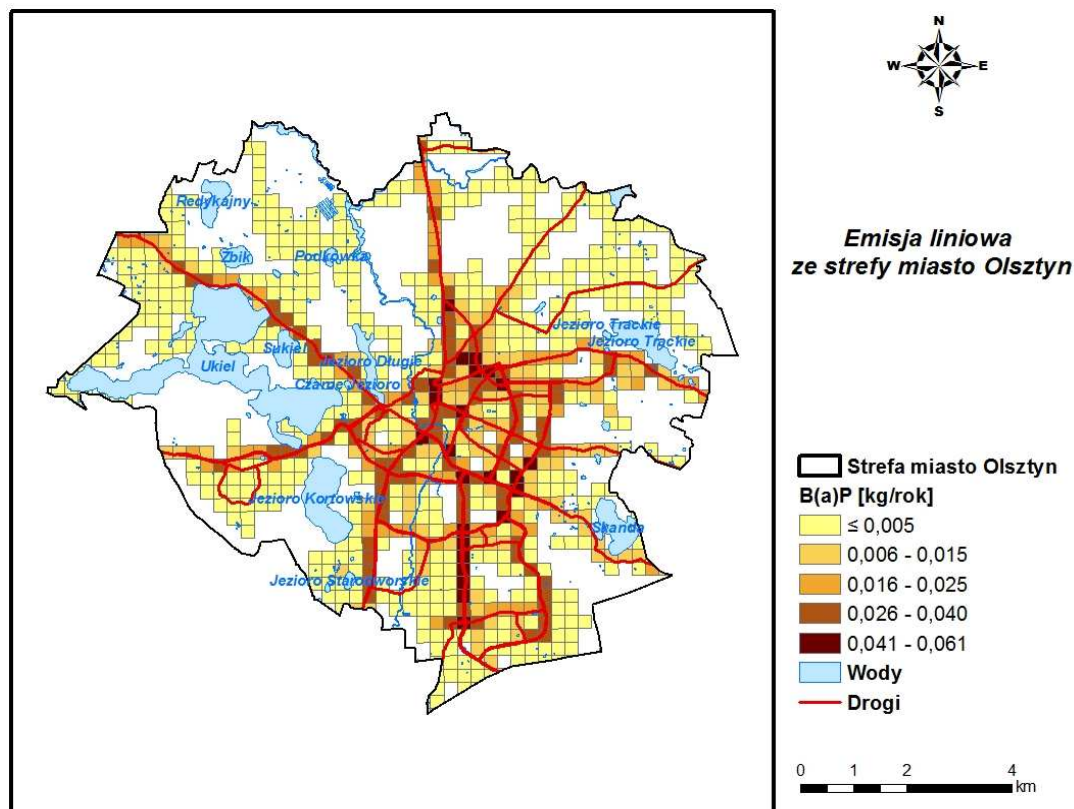 N
W E
S
Emisja liniowa
ze strefy miasto Olsztyn
Redykajny
Żbik
Podkówka
Jezioro Trackie
Jezioro Trackie
Sukiel
Jezioro Długie
Ukiel
Czarne Jezioro
Jezioro Kortowskie
Skanda
Jezioro Starodworskie
Strefa miasto Olsztyn
B(a)P [kg/rok]
≤ 0,005
0,006 - 0,015
0,016 - 0,025
0,026 - 0,040
0,041 - 0,061
Wody
Drogi
0 1 2 4
km